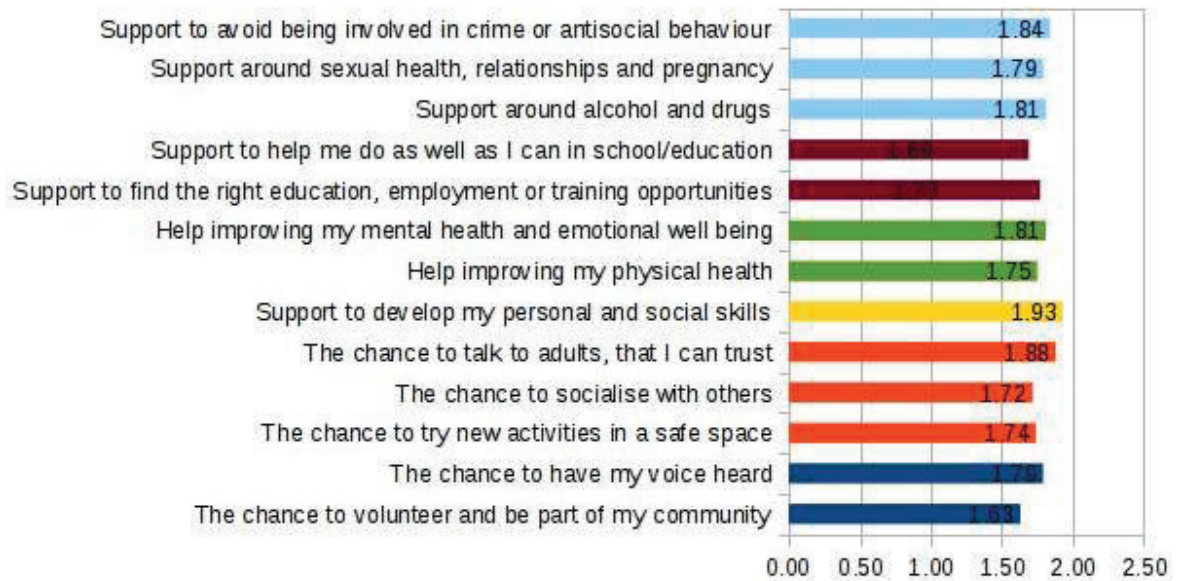 Support to avoid being involved in crime or antisocial behaviour 1.84
Support around sexual health, relationships and pregnancy 1.79
Support around alcohol and drugs 1.81
Support to help me do as well as I can in school/education 1.69
Support to find the right education, employment or training opportunities 1.77
Help improving my mental health and emotional well being 1.81
Help improving my physical health 1.75
Support to develop my personal and social skills 1.93
The chance to talk to adults, that I can trust 1.88
The chance to socialise with others 1.72
The chance to try new activities in a safe space 1.74
The chance to have my voice heard 1.79
The chance to volunteer and be part of my community 1.63
0.00 0.50 1.00 1.50 2.00 2.50